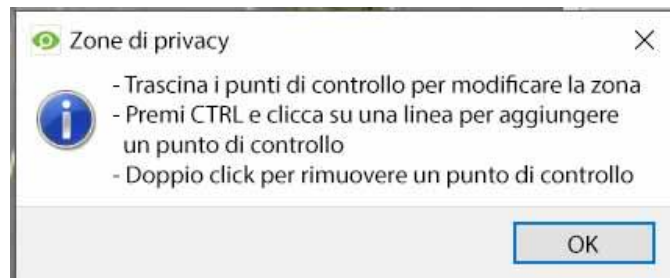 Zone di privacy
- Trascina i punti di controllo per modificare la zona
- Premi CTRL e clicca su una linea per aggiungere
un punto di controllo
- Doppio click per rimuovere un punto di controllo
OK